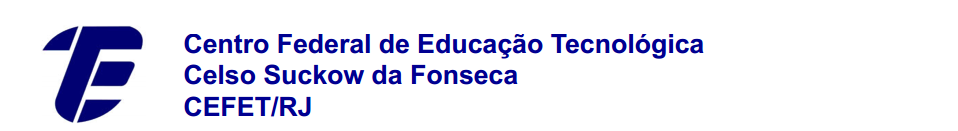 Centro Federal de Educação Tecnológica
Celso Suckow da Fonseca
CEFET/RJ